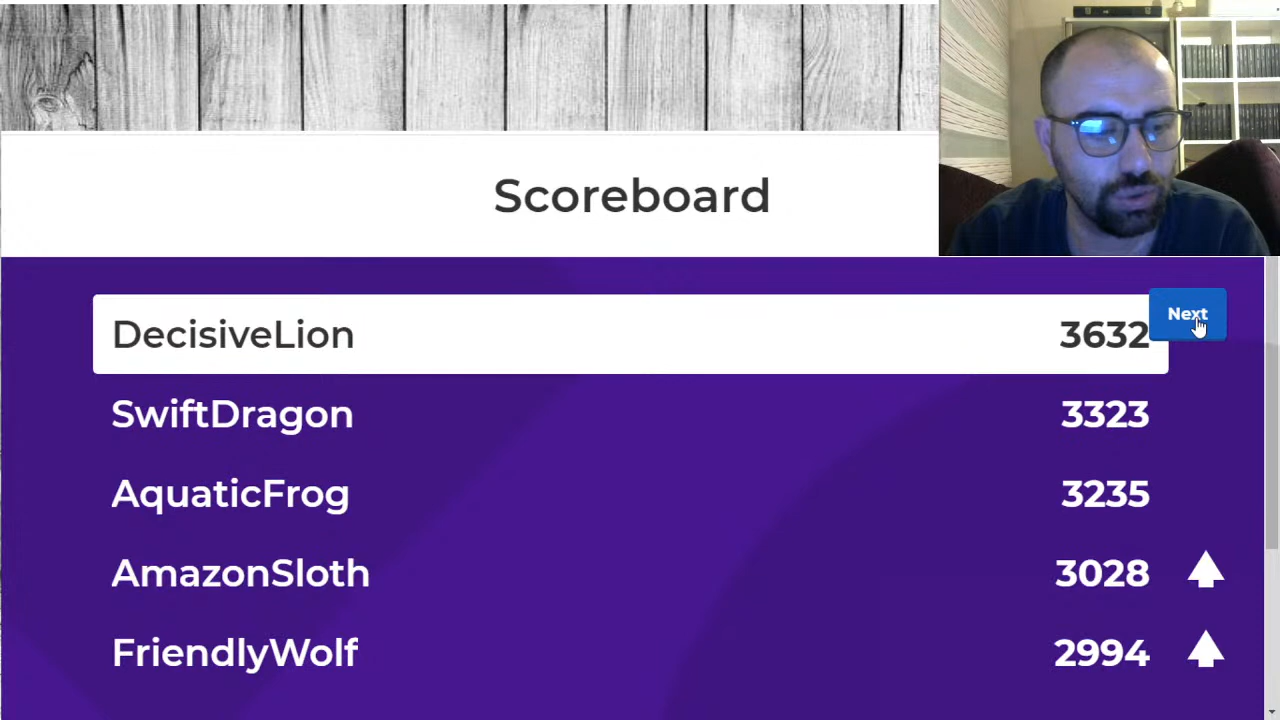 Scoreboard
Next
DecisiveLion 3632
SwiftDragon 3323
AquaticFrog 3235
AmazonSloth 3028
FriendlyWolf 2994